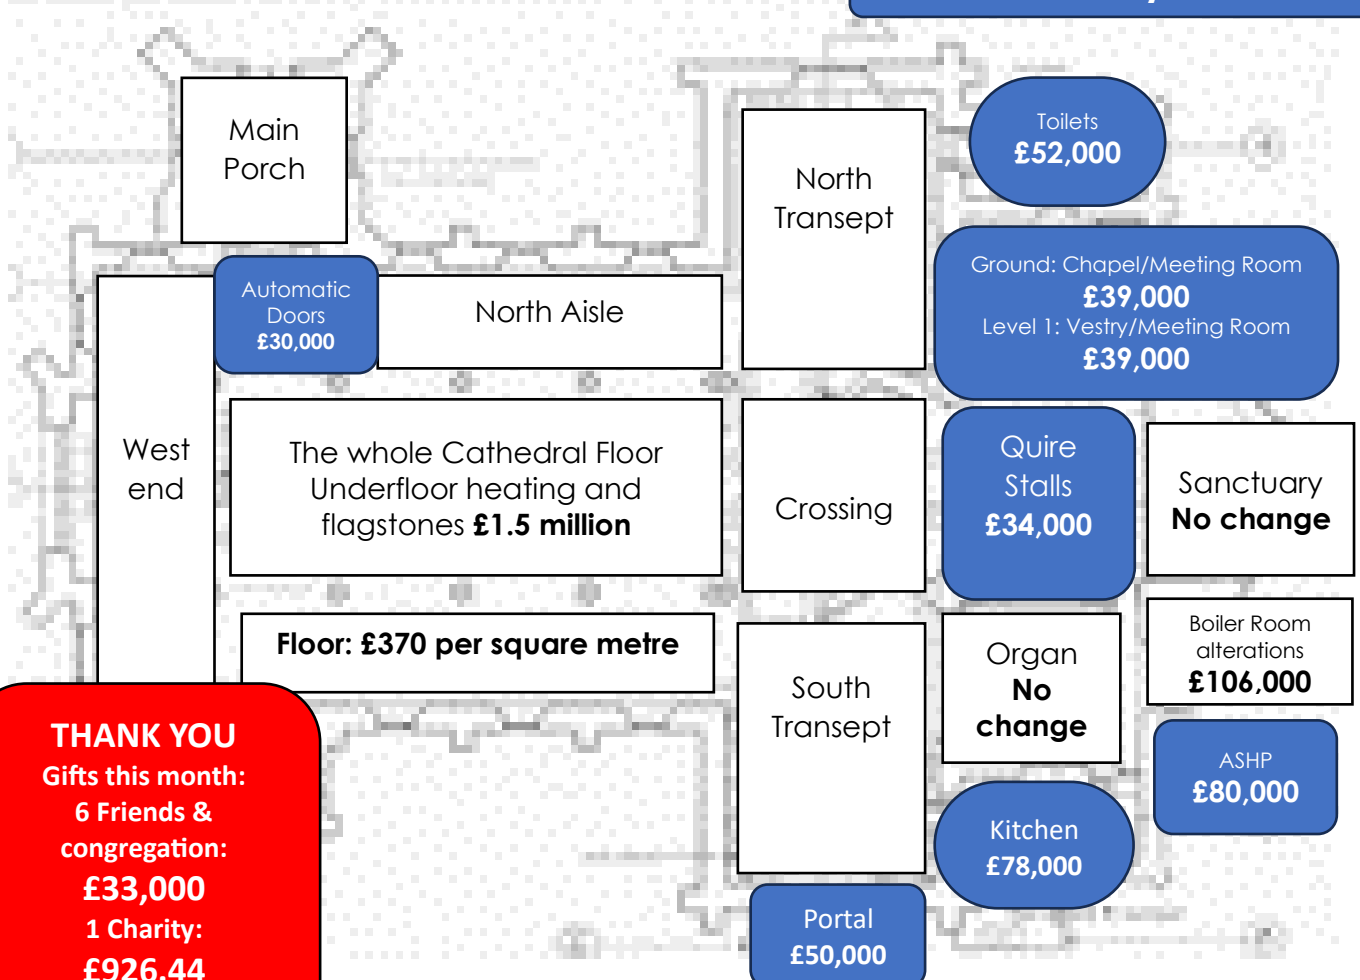 Main
Porch
North
Transept
Toilets
£52,000
Ground: Chapel/Meeting Room
£39,000
Level 1: Vestry/Meeting Room
£39,000
Automatic
Doors
£30,000
North Aisle
West
end
The whole Cathedral Floor
Underfloor heating and
flagstones £1.5 million
Crossing
Quire
Stalls
£34,000
Sanctuary
No change
Floor: £370 per square metre
South
Transept
Organ
No
change
Boiler Room
alterations
£106,000
ASHP
£80,000
Kitchen
£78,000
Portal
£50,000
THANK YOU
Gifts this month:
6 Friends &
congregation:
£33,000
1 Charity:
£926.44